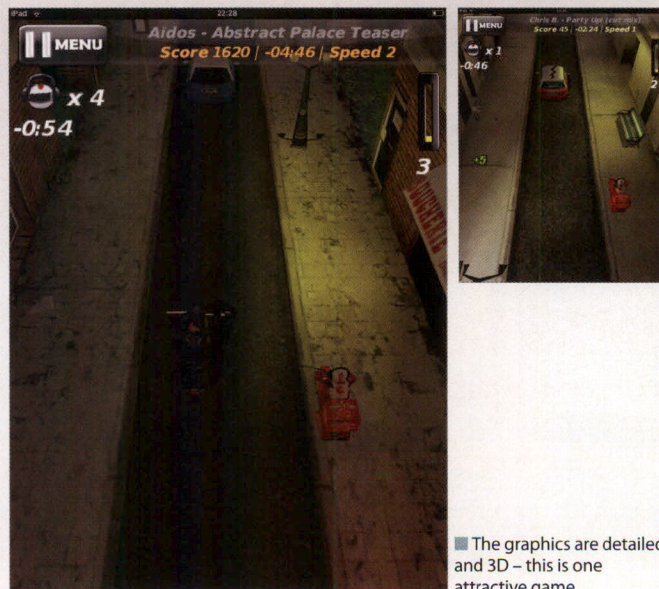 iPad 22:28
MENU
Aidos - Abstract Palace Teaser
Score 1620 | -04:46 | Speed 2
x 4
-0:54
3
MENU
Chris B. - Party Up! (cut mix)
Score 45 | -02:24 | Speed 1
x 1
-0:46
2
+5
The graphics are detailed
and 3D – this is one
attractive game